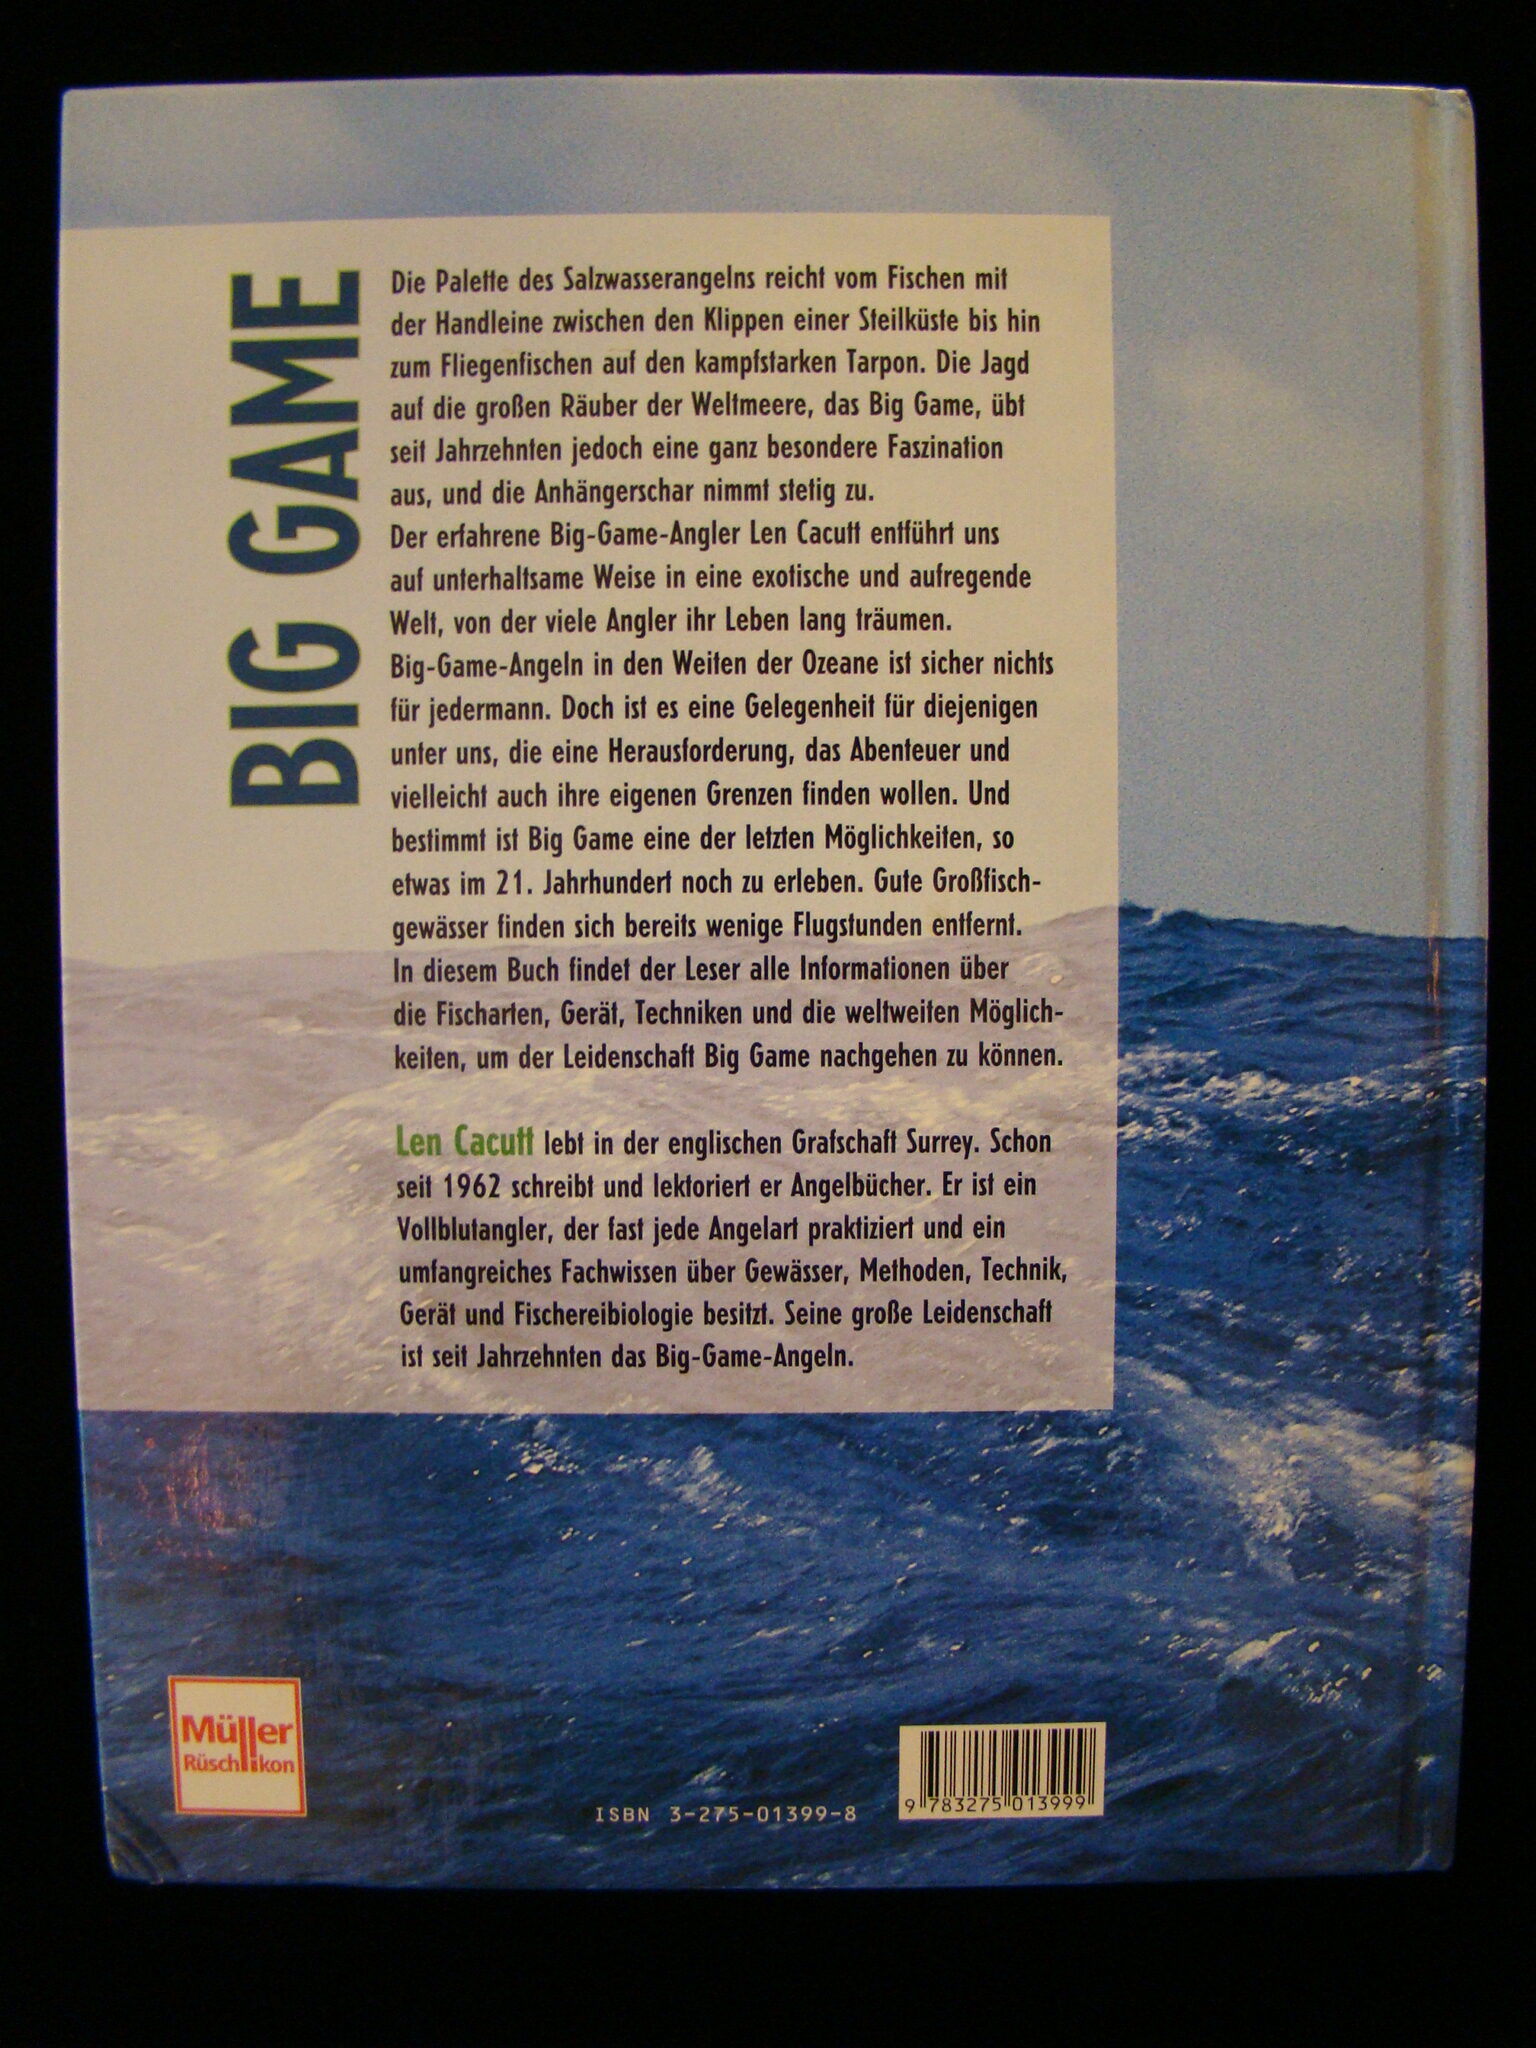 BIG GAME
Die Palette des Salzwasserangelns reicht vom Fischen mit
der Handleine zwischen den Klippen einer Steilküste bis hin
zum Fliegenfischen auf den kampfstarken Tarpon. Die Jagd
auf die großen Räuber der Weltmeere, das Big Game, übt
seit Jahrzehnten jedoch eine ganz besondere Faszination
aus, und die Anhängerschar nimmt stetig zu.
Der erfahrene Big-Game-Angler Len Cacutt entführt uns
auf unterhaltsame Weise in eine exotische und aufregende
Welt, von der viele Angler ihr Leben lang träumen.
Big-Game-Angeln in den Weiten der Ozeane ist sicher nichts
für jedermann. Doch ist es eine Gelegenheit für diejenigen
unter uns, die eine Herausforderung, das Abenteuer und
vielleicht auch ihre eigenen Grenzen finden wollen. Und
bestimmt ist Big Game eine der letzten Möglichkeiten, so
etwas im 21. Jahrhundert noch zu erleben. Gute Großfisch-
gewässer finden sich bereits wenige Flugstunden entfernt.
In diesem Buch findet der Leser alle Informationen über
die Fischarten, Gerät, Techniken und die weltweiten Möglich-
keiten, um der Leidenschaft Big Game nachgehen zu können.
Len Cacutt lebt in der englischen Grafschaft Surrey. Schon
seit 1962 schreibt und lektoriert er Angelbücher. Er ist ein
Vollblutangler, der fast jede Angelart praktiziert und ein
umfangreiches Fachwissen über Gewässer, Methoden, Technik,
Gerät und Fischereibiologie besitzt. Seine große Leidenschaft
ist seit Jahrzehnten das Big-Game-Angeln.
Müller
Rüschlikon
ISBN 3-275-01399-8
9 783275 013999